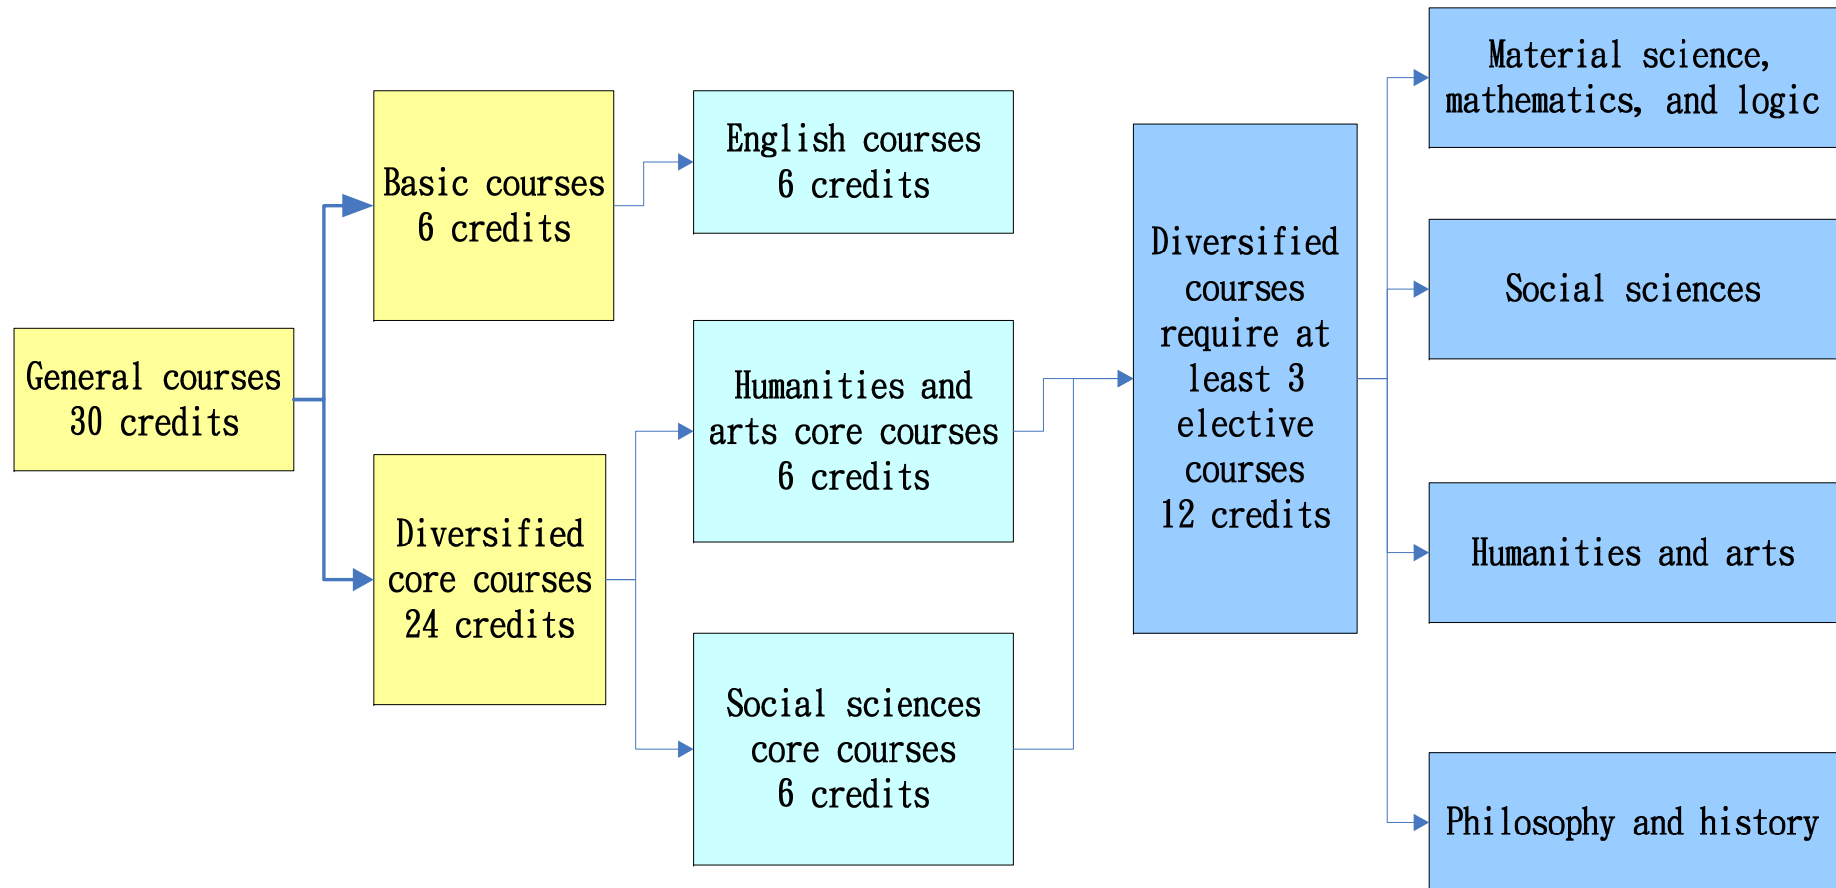 General courses
30 credits
Basic courses
6 credits
Diversified
core courses
24 credits
English courses
6 credits
Humanities and
arts core courses
6 credits
Social sciences
core courses
6 credits
Diversified
courses
require at
least 3
elective
courses
12 credits
Material science,
mathematics, and logic
Social sciences
Humanities and arts
Philosophy and history